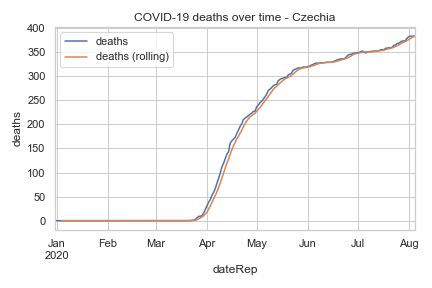 COVID-19 deaths over time - Czechia
400
350
300
250
200
150
100
50
0
deaths
deaths
deaths (rolling)
Jan Feb Mar Apr May Jun Jul Aug
2020
dateRep